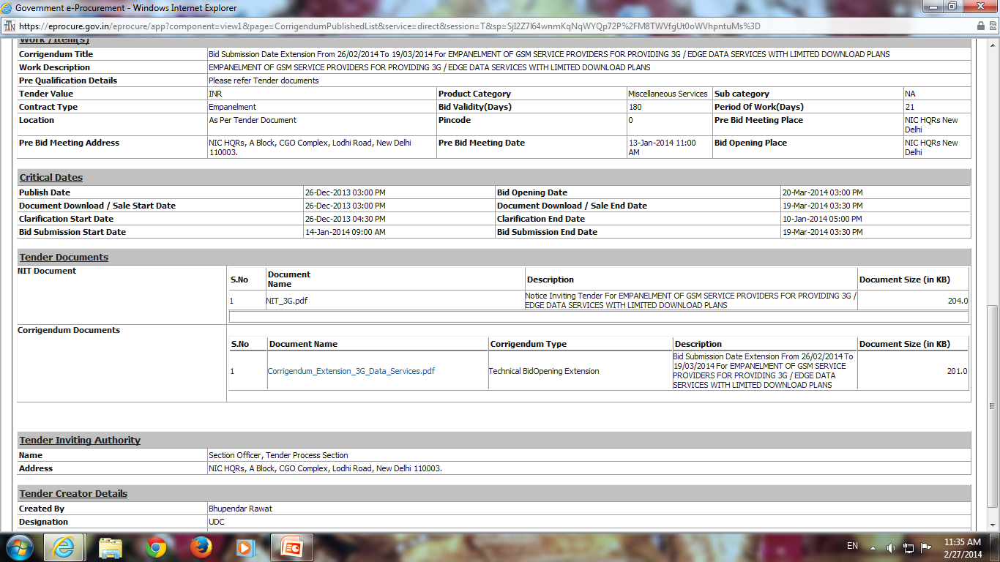 Government e-Procurement - Windows Internet Explorer
https://eprocure.gov.in/eprocure/app?component=view1&page=CorrigendumPublishedList&service=direct&session=T&sp=SjI2Z7I64wnmKqNqWYQp72P%2FM8TWVfgUt0oWVHpntuMs%3D
Work /Item(s)
Corrigendum Title Bid Submission Date Extension From 26/02/2014 To 19/03/2014 For EMPANELMENT OF GSM SERVICE PROVIDERS FOR PROVIDING 3G / EDGE DATA SERVICES WITH LIMITED DOWNLOAD PLANS
Work Description EMPANELMENT OF GSM SERVICE PROVIDERS FOR PROVIDING 3G / EDGE DATA SERVICES WITH LIMITED DOWNLOAD PLANS
Pre Qualification Details Please refer Tender documents
Tender Value INR Product Category Miscellaneous Services Sub category NA
Contract Type Empanelment Bid Validity(Days) 180 Period Of Work(Days) 21
Location As Per Tender Document Pincode 0 Pre Bid Meeting Place NIC HQRs New
Delhi
Pre Bid Meeting Address NIC HQRs, A Block, CGO Complex, Lodhi Road, New Delhi
110003. Pre Bid Meeting Date 13-Jan-2014 11:00
AM Bid Opening Place NIC HQRs New
Delhi
Critical Dates
Publish Date 26-Dec-2013 03:00 PM Bid Opening Date 20-Mar-2014 03:00 PM
Document Download / Sale Start Date 26-Dec-2013 03:00 PM Document Download / Sale End Date 19-Mar-2014 03:30 PM
Clarification Start Date 26-Dec-2013 04:30 PM Clarification End Date 10-Jan-2014 05:00 PM
Bid Submission Start Date 14-Jan-2014 09:00 AM Bid Submission End Date 19-Mar-2014 03:30 PM
Tender Documents
NIT Document
S.No Document
Name Description Document Size (in KB)
1 NIT_3G.pdf Notice Inviting Tender For EMPANELMENT OF GSM SERVICE PROVIDERS FOR PROVIDING 3G /
EDGE DATA SERVICES WITH LIMITED DOWNLOAD PLANS 204.0
Corrigendum Documents
S.No Document Name Corrigendum Type Description Document Size (in KB)
1 Corrigendum_Extension_3G_Data_Services.pdf Technical BidOpening Extension Bid Submission Date Extension From 26/02/2014 To
19/03/2014 For EMPANELMENT OF GSM SERVICE
PROVIDERS FOR PROVIDING 3G / EDGE DATA
SERVICES WITH LIMITED DOWNLOAD PLANS 201.0
Tender Inviting Authority
Name Section Officer, Tender Process Section
Address NIC HQRs, A Block, CGO Complex, Lodhi Road, New Delhi 110003.
Tender Creator Details
Created By Bhupendar Rawat
Designation UDC
EN 11:35 AM
2/27/2014